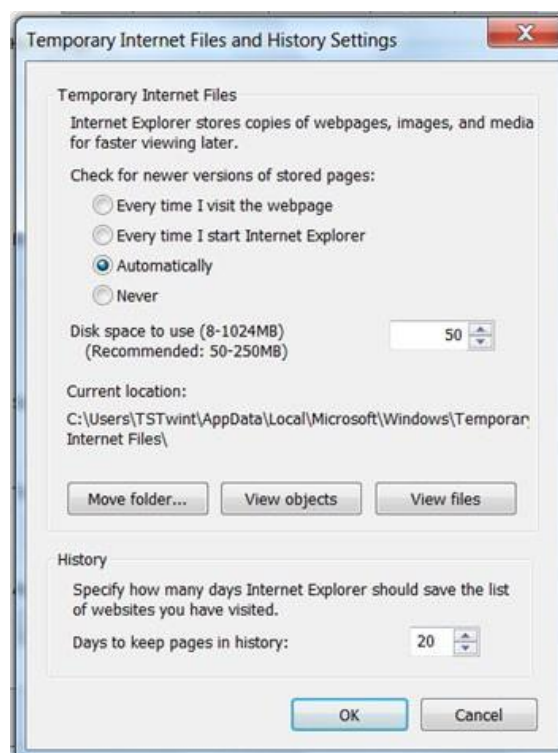 Temporary Internet Files and History Settings
Temporary Internet Files
Internet Explorer stores copies of webpages, images, and media
for faster viewing later.
Check for newer versions of stored pages:
Every time I visit the webpage
Every time I start Internet Explorer
Automatically
Never
Disk space to use (8-1024MB) 50
(Recommended: 50-250MB)
Current location:
C:\Users\TSTwint\AppData\Local\Microsoft\Windows\Temporary
Internet Files\
Move folder... View objects View files
History
Specify how many days Internet Explorer should save the list
of websites you have visited.
Days to keep pages in history: 20
OK Cancel